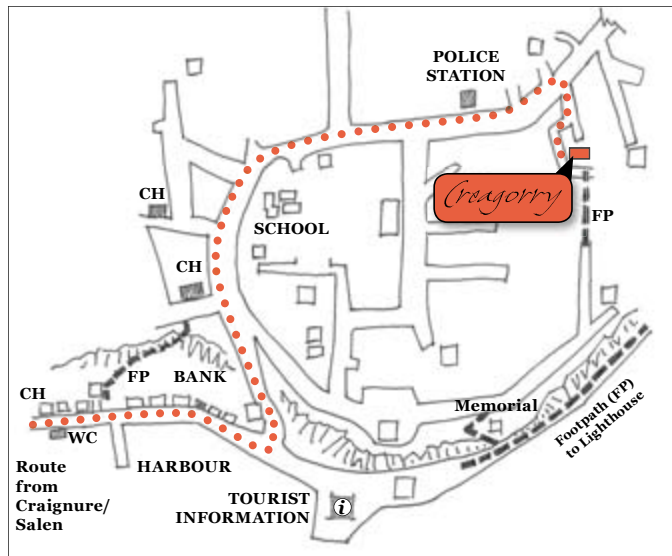 POLICE
STATION
Creagorry
CH
SCHOOL
FP
CH
FP
BANK
CH
Memorial
WC
Footpath (FP)
to Lighthouse
Route
from
Craignure/
Salen
HARBOUR
TOURIST
INFORMATION
i